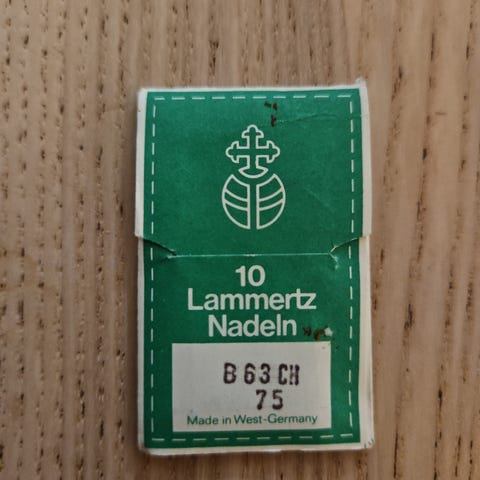 10
Lammertz
Nadeln
B 63 CH
75
Made in West-Germany